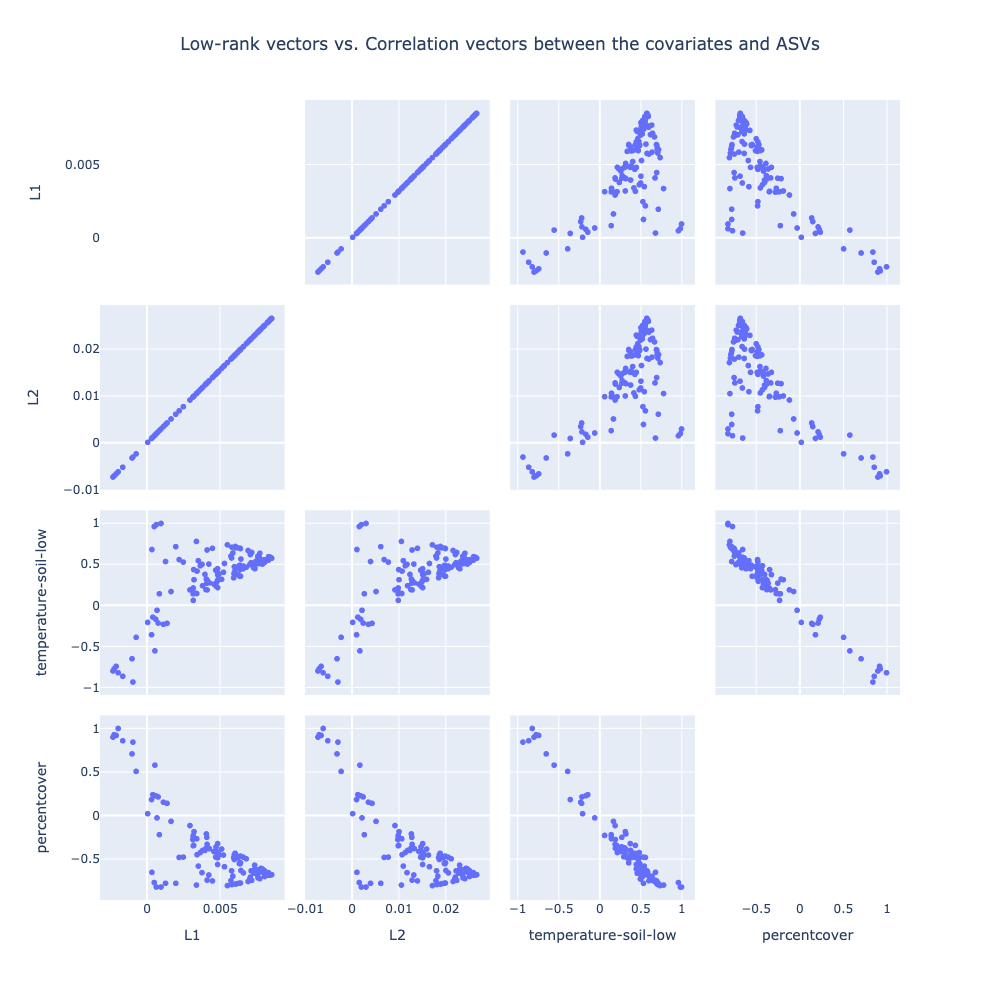 Low-rank vectors vs. Correlation vectors between the covariates and ASVs
L1
0.005
0
L2
0.02
0.01
0
−0.01
temperature-soil-low
1
0.5
0
−0.5
−1
percentcover
1
0.5
0
−0.5
0 0.005 −0.01 0 0.01 0.02 −1 −0.5 0 0.5 1 −0.5 0 0.5 1
L1 L2 temperature-soil-low percentcover